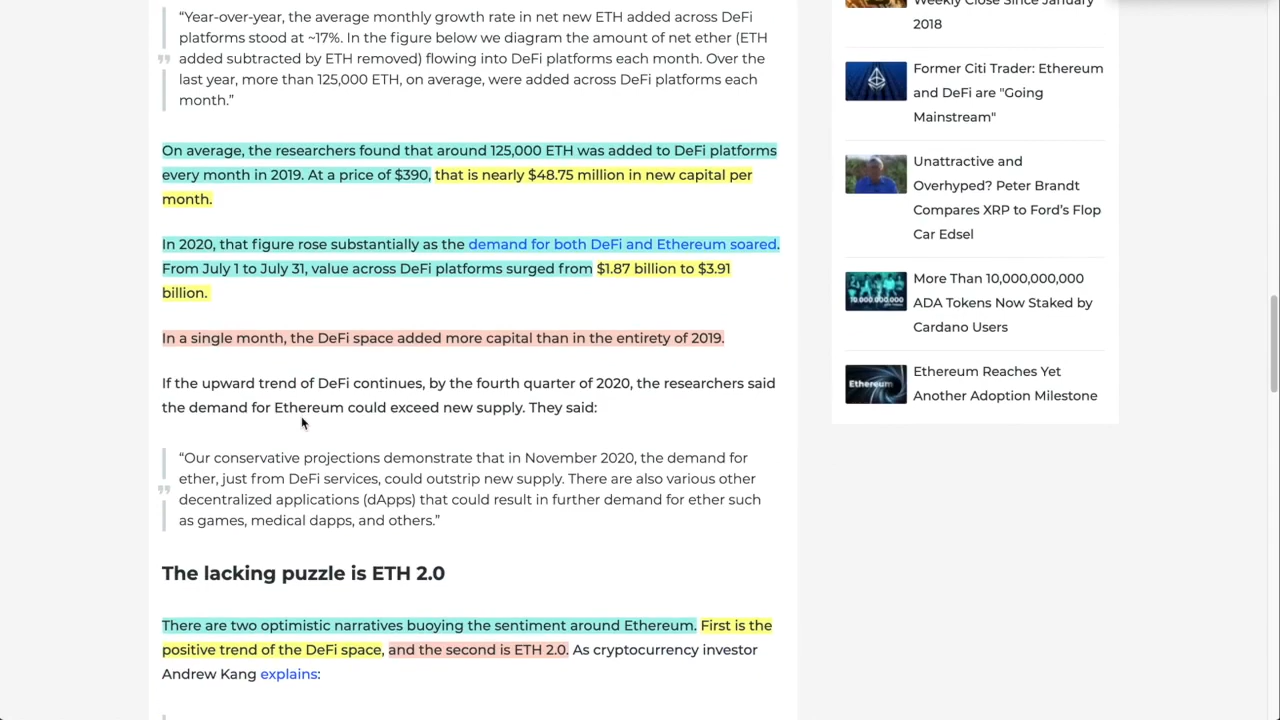 “Year-over-year, the average monthly growth rate in net new ETH added across DeFi
platforms stood at ~17%. In the figure below we diagram the amount of net ether (ETH
added subtracted by ETH removed) flowing into DeFi platforms each month. Over the
last year, more than 125,000 ETH, on average, were added across DeFi platforms each
month.”
On average, the researchers found that around 125,000 ETH was added to DeFi platforms
every month in 2019. At a price of $390, that is nearly $48.75 million in new capital per
month.
In 2020, that figure rose substantially as the demand for both DeFi and Ethereum soared.
From July 1 to July 31, value across DeFi platforms surged from $1.87 billion to $3.91
billion.
In a single month, the DeFi space added more capital than in the entirety of 2019.
If the upward trend of DeFi continues, by the fourth quarter of 2020, the researchers said
the demand for Ethereum could exceed new supply. They said:
“Our conservative projections demonstrate that in November 2020, the demand for
ether, just from DeFi services, could outstrip new supply. There are also various other
decentralized applications (dApps) that could result in further demand for ether such
as games, medical dapps, and others.”
The lacking puzzle is ETH 2.0
There are two optimistic narratives buoying the sentiment around Ethereum. First is the
positive trend of the DeFi space, and the second is ETH 2.0. As cryptocurrency investor
Andrew Kang explains:
Weekly Close Since January
2018
Former Citi Trader: Ethereum
and DeFi are "Going
Mainstream"
Unattractive and
Overhyped? Peter Brandt
Compares XRP to Ford’s Flop
Car Edsel
10,000,000,000
More Than 10,000,000,000
ADA Tokens Now Staked by
Cardano Users
Ethereum
Ethereum Reaches Yet
Another Adoption Milestone